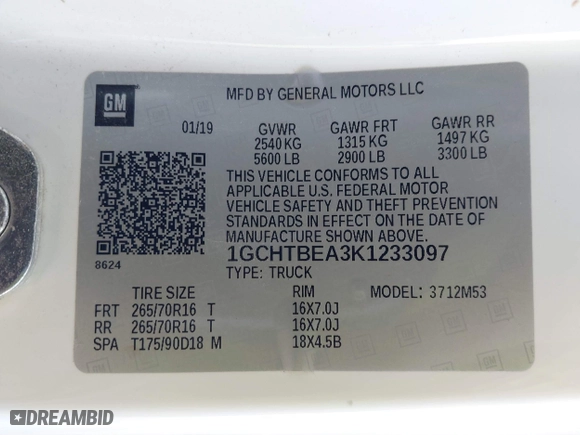 GM
MFD BY GENERAL MOTORS LLC
01/19 GVWR GAWR FRT GAWR RR
2540 KG 1315 KG 1497 KG
5600 LB 2900 LB 3300 LB
THIS VEHICLE CONFORMS TO ALL
APPLICABLE U.S. FEDERAL MOTOR
VEHICLE SAFETY AND THEFT PREVENTION
STANDARDS IN EFFECT ON THE DATE OF
MANUFACTURE SHOWN ABOVE.
8624 1GCHTBEA3K1233097
TYPE: TRUCK
TIRE SIZE RIM MODEL: 3712M53
FRT 265/70R16 T 16X7.0J
RR 265/70R16 T 16X7.0J
SPA T175/90D18 M 18X4.5B
DREAMBID